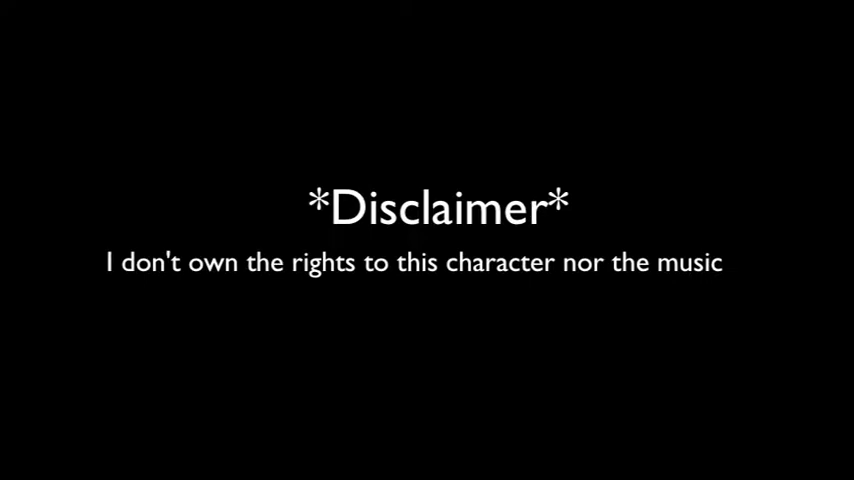 *Disclaimer*
I don't own the rights to this character nor the music